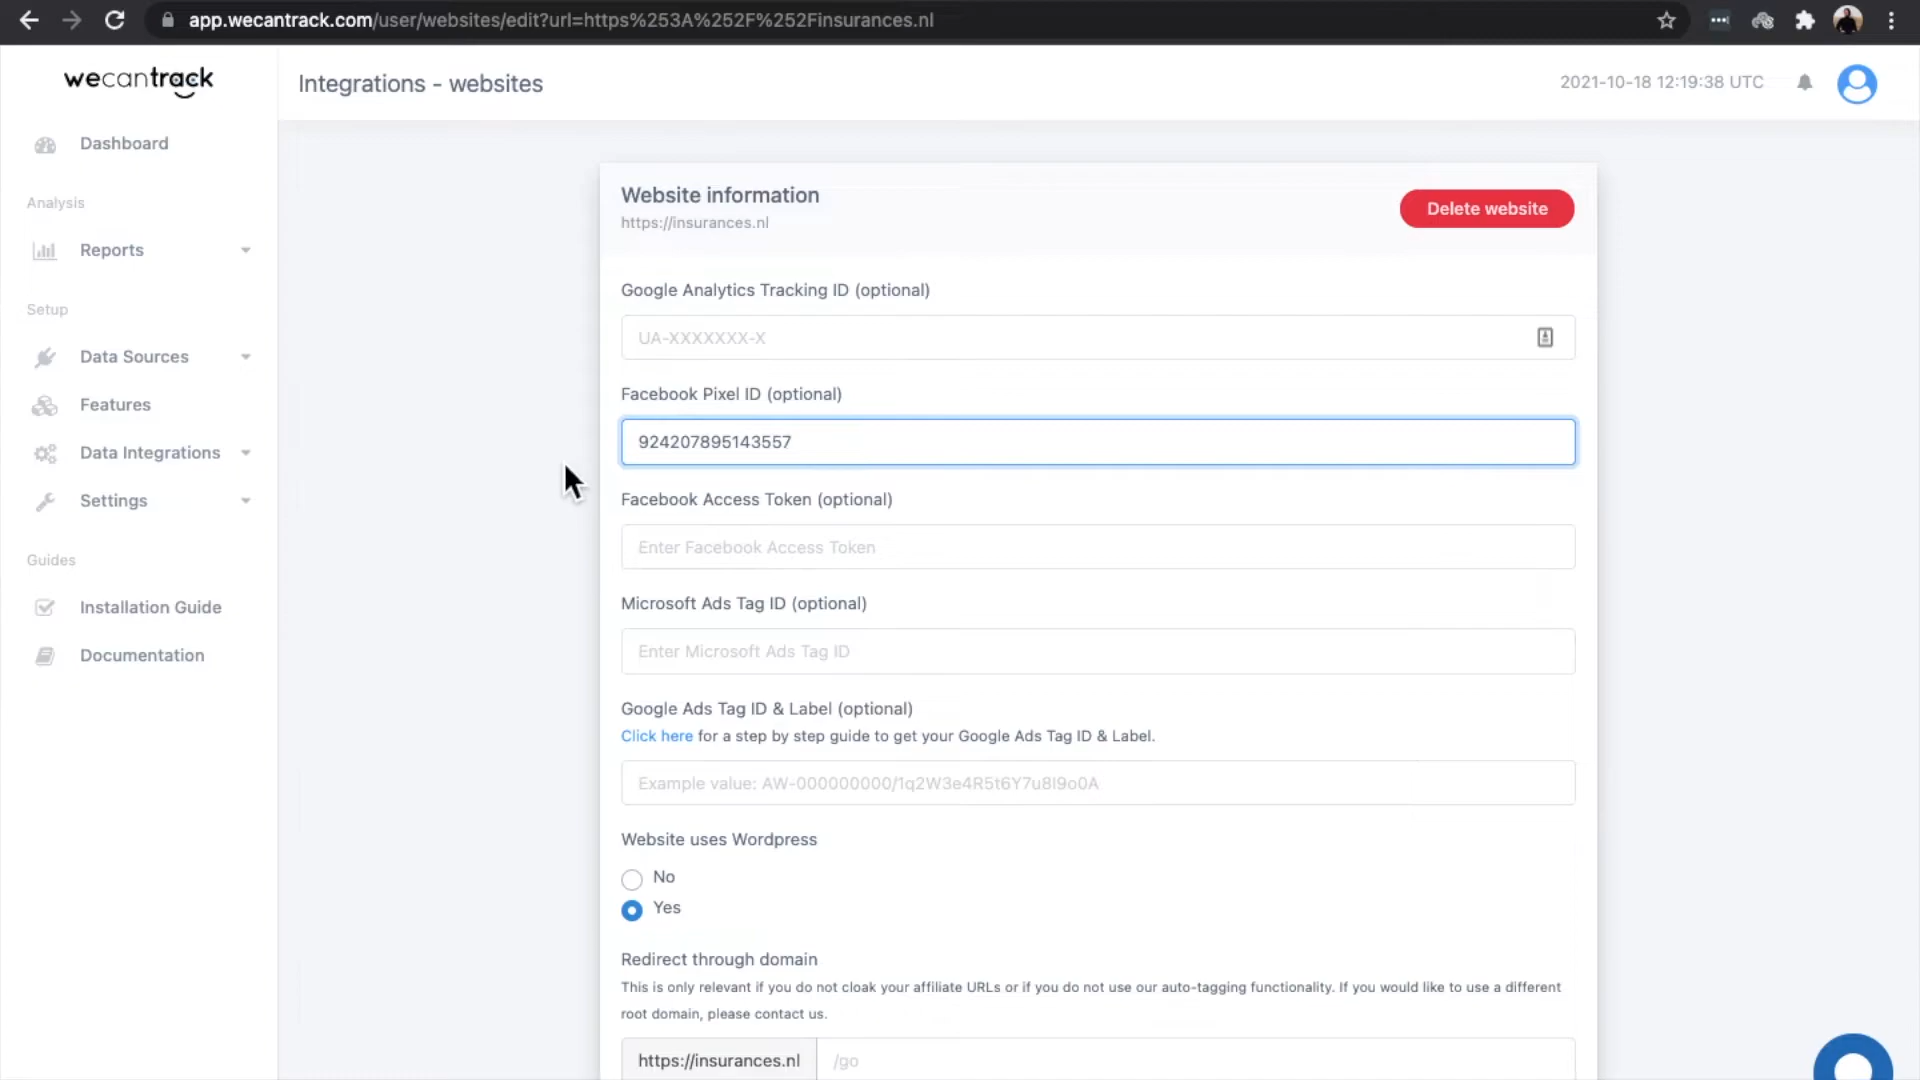 app.wecantrack.com/user/websites/edit?url=https%253A%252F%252Finsurances.nl
wecantrack
Integrations - websites
2021-10-18 12:19:38 UTC
Dashboard
Analysis
Reports
Setup
Data Sources
Features
Data Integrations
Settings
Guides
Installation Guide
Documentation
Website information
https://insurances.nl
Delete website
Google Analytics Tracking ID (optional)
UA-XXXXXXX-X
Facebook Pixel ID (optional)
924207895143557
Facebook Access Token (optional)
Enter Facebook Access Token
Microsoft Ads Tag ID (optional)
Enter Microsoft Ads Tag ID
Google Ads Tag ID & Label (optional)
Click here for a step by step guide to get your Google Ads Tag ID & Label.
Example value: AW-000000000/1q2W3e4R5t6Y7u8I9o0A
Website uses Wordpress
No
Yes
Redirect through domain
This is only relevant if you do not cloak your affiliate URLs or if you do not use our auto-tagging functionality. If you would like to use a different
root domain, please contact us.
https://insurances.nl /go